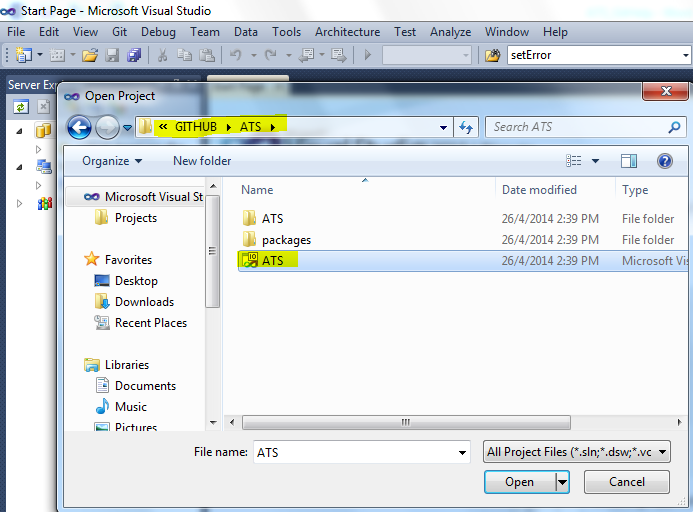 Start Page - Microsoft Visual Studio
File Edit View Git Debug Team Data Tools Architecture Test Analyze Window Help
setError
Server
Open Project
« GITHUB ATS
Search ATS
Organize New folder
Name Date modified Type
Microsoft Visual St
Projects
Favorites
Desktop
Downloads
Recent Places
Libraries
Documents
Music
Pictures
ATS 26/4/2014 2:39 PM File folder
packages 26/4/2014 2:39 PM File folder
10 ATS 26/4/2014 2:39 PM Microsoft Vis
File name: ATS
All Project Files (*.sln;*.dsw;*.vc
Open Cancel